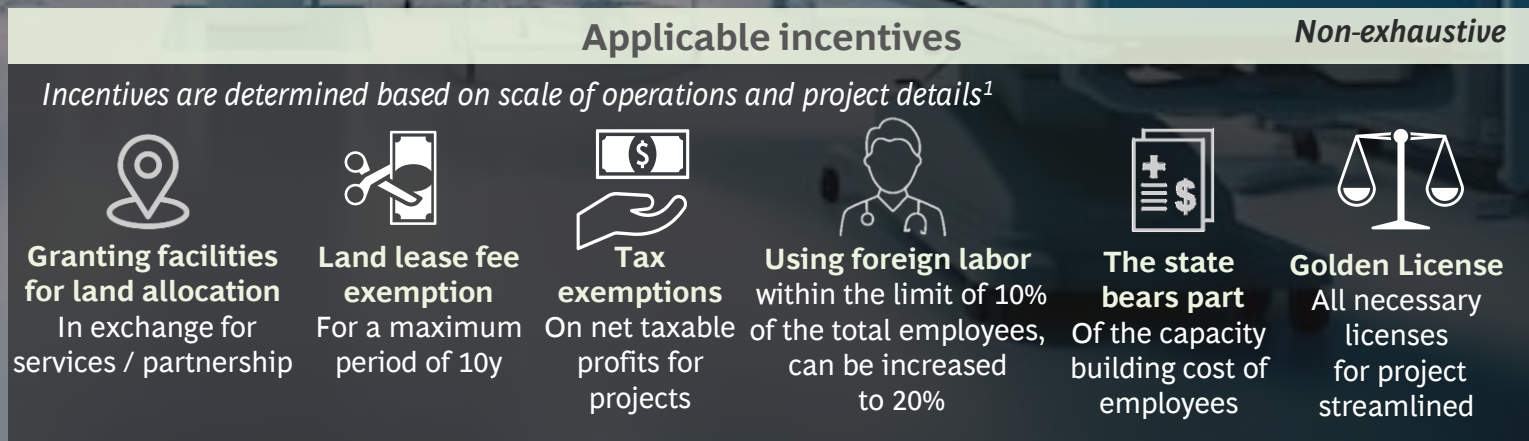 Applicable incentives
Non-exhaustive
Incentives are determined based on scale of operations and project details1
Granting facilities
for land allocation
In exchange for
services / partnership
Land lease fee
exemption
For a maximum
period of 10y
$
Tax
exemptions
On net taxable
profits for
projects
Using foreign labor
within the limit of 10%
of the total employees,
can be increased
to 20%
$
The state
bears part
Of the capacity
building cost of
employees
Golden License
All necessary
licenses
for project
streamlined